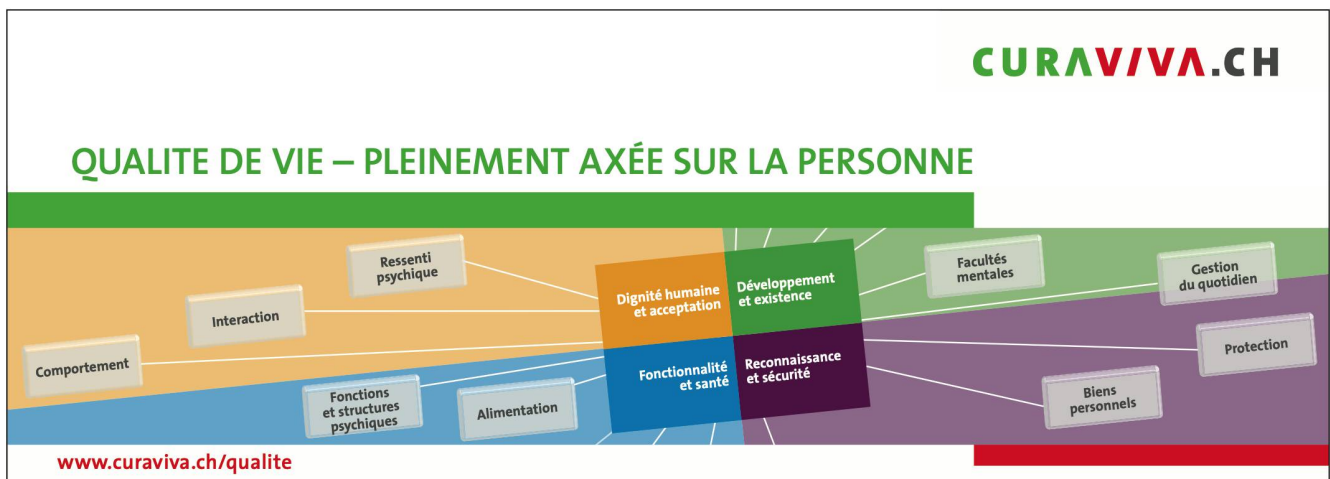 CURAVIVA.CH
QUALITE DE VIE – PLEINEMENT AXÉE SUR LA PERSONNE
Ressenti
psychique
Interaction
Comportement
Dignité humaine
et acceptation
Développement
et existence
Facultés
mentales
Gestion
du quotidien
Fonctions
et structures
psychiques
Alimentation
Fonctionnalité
et santé
Reconnaissance
et sécurité
Protection
Biens
personnels
www.curaviva.ch/qualite